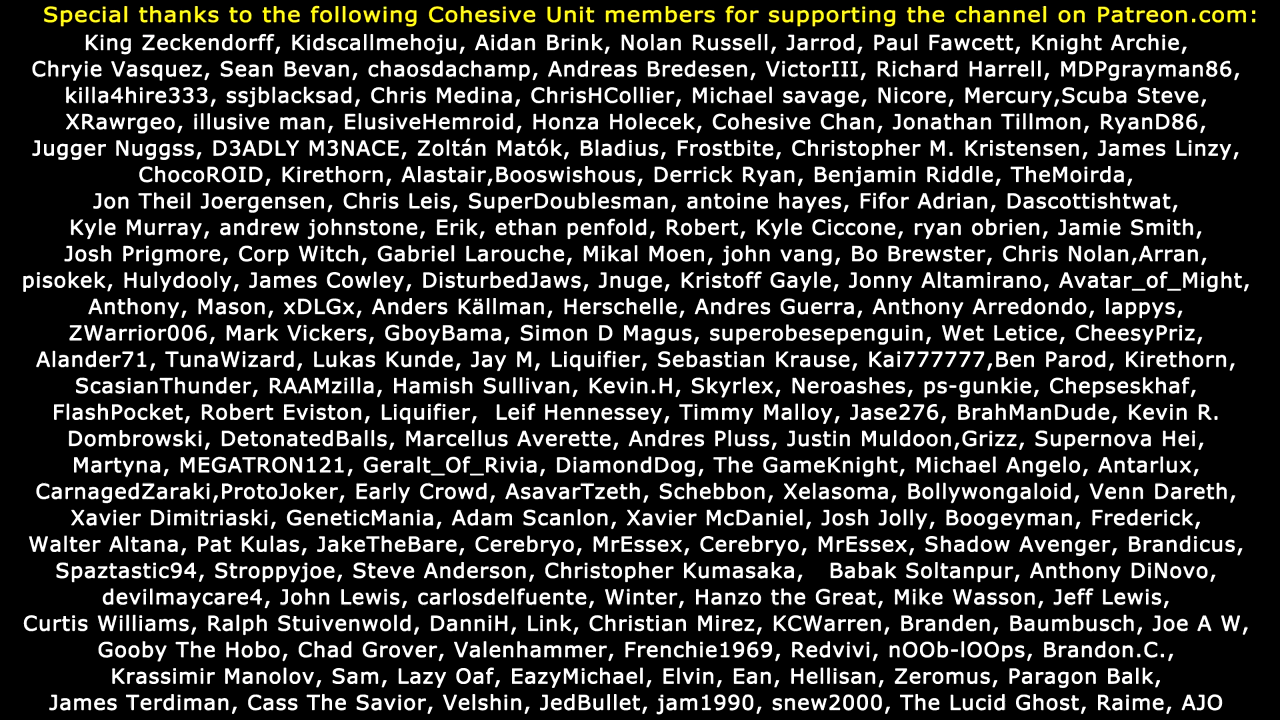 Special thanks to the following Cohesive Unit members for supporting the channel on Patreon.com:
King Zeckendorff, Kidscallmehoju, Aidan Brink, Nolan Russell, Jarrod, Paul Fawcett, Knight Archie,
Chryie Vasquez, Sean Bevan, chaosdachamp, Andreas Bredesen, VictorIII, Richard Harrell, MDPgrayman86,
killa4hire333, ssjblacksad, Chris Medina, ChrisHCollier, Michael savage, Nicore, Mercury,Scuba Steve,
XRawrgeo, illusive man, ElusiveHemroid, Honza Holecek, Cohesive Chan, Jonathan Tillmon, RyanD86,
Jugger Nuggss, D3ADLY M3NACE, Zoltán Matók, Bladius, Frostbite, Christopher M. Kristensen, James Linzy,
ChocoROID, Kirethorn, Alastair,Booswishous, Derrick Ryan, Benjamin Riddle, TheMoirda,
Jon Theil Joergensen, Chris Leis, SuperDoublesman, antoine hayes, Fifor Adrian, Dascottishtwat,
Kyle Murray, andrew johnstone, Erik, ethan penfold, Robert, Kyle Ciccone, ryan obrien, Jamie Smith,
Josh Prigmore, Corp Witch, Gabriel Larouche, Mikal Moen, john vang, Bo Brewster, Chris Nolan,Arran,
pisokek, Hulydooly, James Cowley, DisturbedJaws, Jnuge, Kristoff Gayle, Jonny Altamirano, Avatar_of_Might,
Anthony, Mason, xDLGx, Anders Källman, Herschelle, Andres Guerra, Anthony Arredondo, lappys,
ZWarrior006, Mark Vickers, GboyBama, Simon D Magus, superobesepenguin, Wet Letice, CheesyPriz,
Alander71, TunaWizard, Lukas Kunde, Jay M, Liquifier, Sebastian Krause, Kai777777,Ben Parod, Kirethorn,
ScasianThunder, RAAMzilla, Hamish Sullivan, Kevin.H, Skyrlex, Neroashes, ps-gunkie, Chepseskhaf,
FlashPocket, Robert Eviston, Liquifier,  Leif Hennessey, Timmy Malloy, Jase276, BrahManDude, Kevin R.
Dombrowski, DetonatedBalls, Marcellus Averette, Andres Pluss, Justin Muldoon,Grizz, Supernova Hei,
Martyna, MEGATRON121, Geralt_Of_Rivia, DiamondDog, The GameKnight, Michael Angelo, Antarlux,
CarnagedZaraki,ProtoJoker, Early Crowd, AsavarTzeth, Schebbon, Xelasoma, Bollywongaloid, Venn Dareth,
Xavier Dimitriaski, GeneticMania, Adam Scanlon, Xavier McDaniel, Josh Jolly, Boogeyman, Frederick,
Walter Altana, Pat Kulas, JakeTheBare, Cerebryo, MrEssex, Cerebryo, MrEssex, Shadow Avenger, Brandicus,
Spaztastic94, Stroppyjoe, Steve Anderson, Christopher Kumasaka,   Babak Soltanpur, Anthony DiNovo,
devilmaycare4, John Lewis, carlosdelfuente, Winter, Hanzo the Great, Mike Wasson, Jeff Lewis,
Curtis Williams, Ralph Stuivenwold, DanniH, Link, Christian Mirez, KCWarren, Branden, Baumbusch, Joe A W,
Gooby The Hobo, Chad Grover, Valenhammer, Frenchie1969, Redvivi, nOOb-lOOps, Brandon.C.,
Krassimir Manolov, Sam, Lazy Oaf, EazyMichael, Elvin, Ean, Hellisan, Zeromus, Paragon Balk,
James Terdiman, Cass The Savior, Velshin, JedBullet, jam1990, snew2000, The Lucid Ghost, Raime, AJO